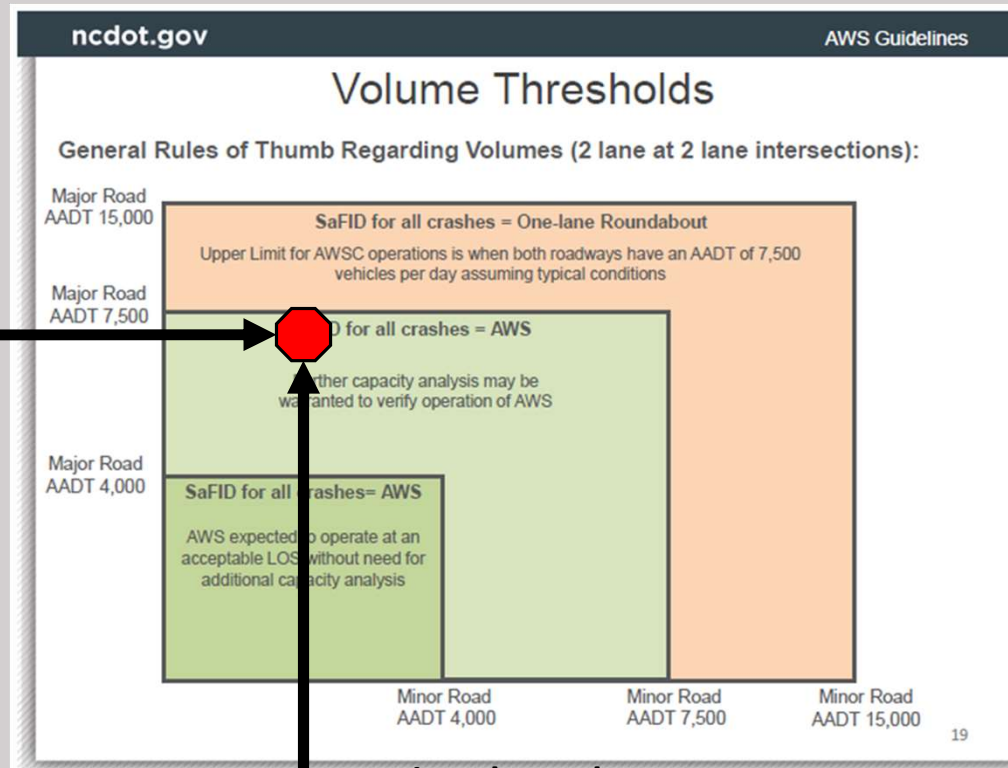 ncdot.gov
AWS Guidelines
Volume Thresholds
General Rules of Thumb Regarding Volumes (2 lane at 2 lane intersections):
Major Road
AADT 15,000
SaFID for all crashes = One-lane Roundabout
Upper Limit for AWSC operations is when both roadways have an AADT of 7,500
vehicles per day assuming typical conditions
Major Road
AADT 7,500
for all crashes = AWS
capacity analysis may be
to verify operation of AWS
Major Road
AADT 4,000
SaFID for all crashes= AWS
AWS expected to operate at an
acceptable LOS without need for
additional capacity analysis
Minor Road
AADT 4,000
Minor Road
AADT 7,500
Minor Road
AADT 15,000
19